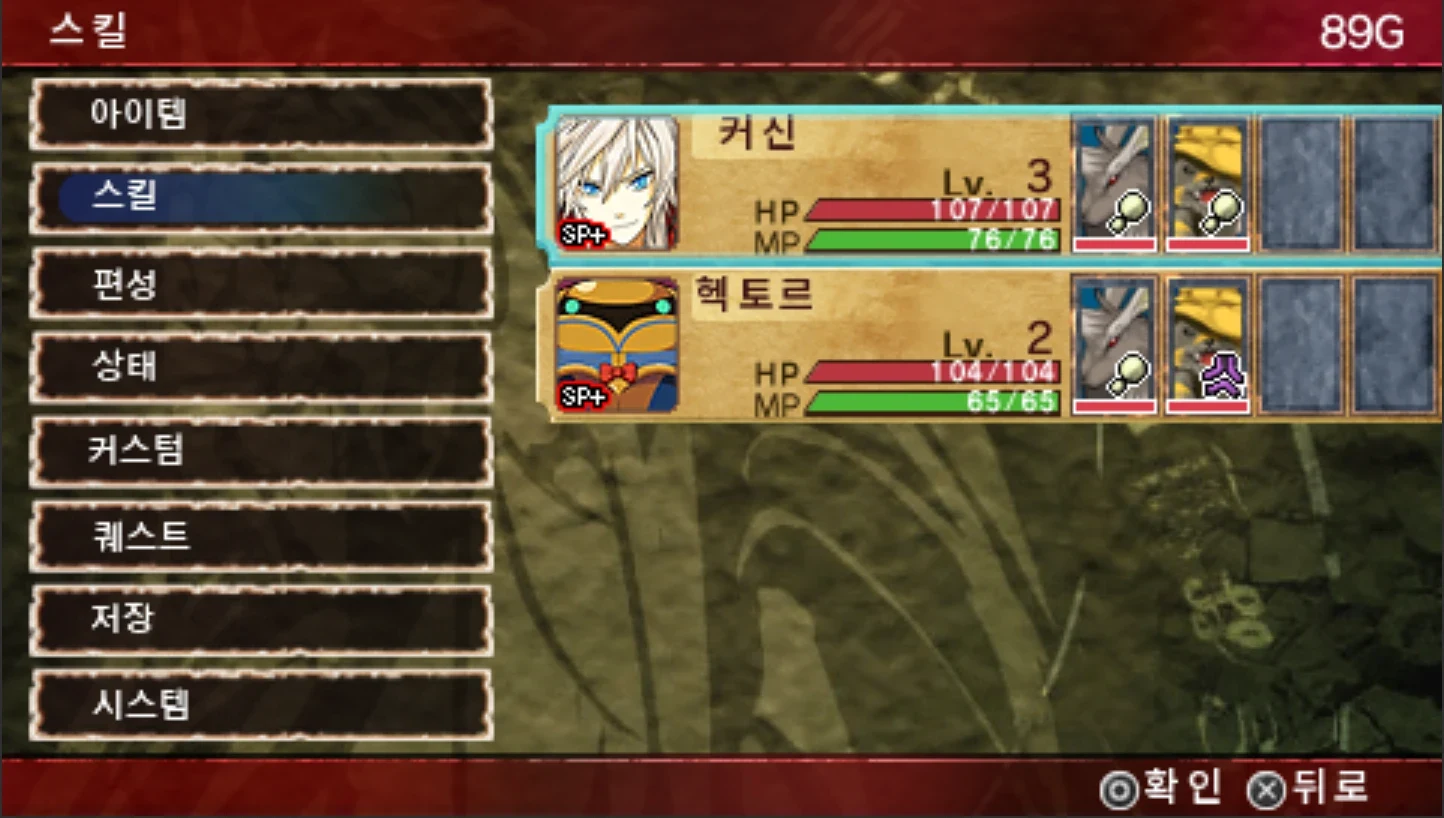 스킬
89G
아이템
스킬
편성
상태
커스텀
퀘스트
저장
시스템
커신
Lv. 3
HP 107/107
MP 76/76
SP+
헥토르
Lv. 2
HP 104/104
MP 65/65
SP+
확인 뒤로